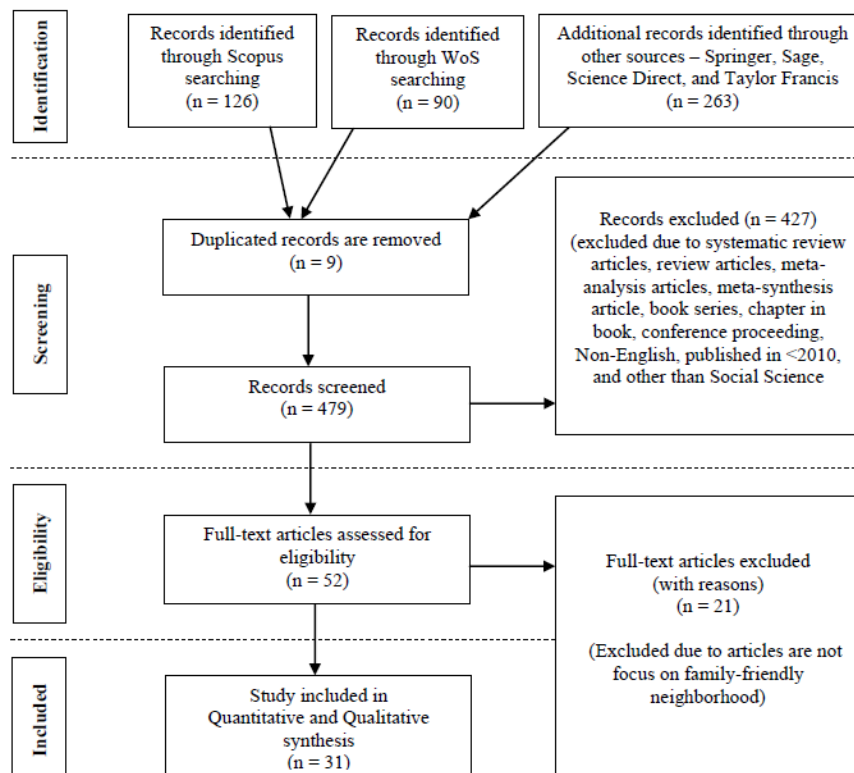 Identification
Records identified
through Scopus
searching
(n = 126)
Records identified
through WoS
searching
(n = 90)
Additional records identified through
other sources – Springer, Sage,
Science Direct, and Taylor Francis
(n = 263)
Screening
Duplicated records are removed
(n = 9)
Records screened
(n = 479)
Records excluded (n = 427)
(excluded due to systematic review
articles, review articles, meta-
analysis articles, meta-synthesis
article, book series, chapter in
book, conference proceeding,
Non-English, published in <2010,
and other than Social Science
Eligibility
Full-text articles assessed for
eligibility
(n = 52)
Full-text articles excluded
(with reasons)
(n = 21)
(Excluded due to articles are not
focus on family-friendly
neighborhood)
Included
Study included in
Quantitative and Qualitative
synthesis
(n = 31)